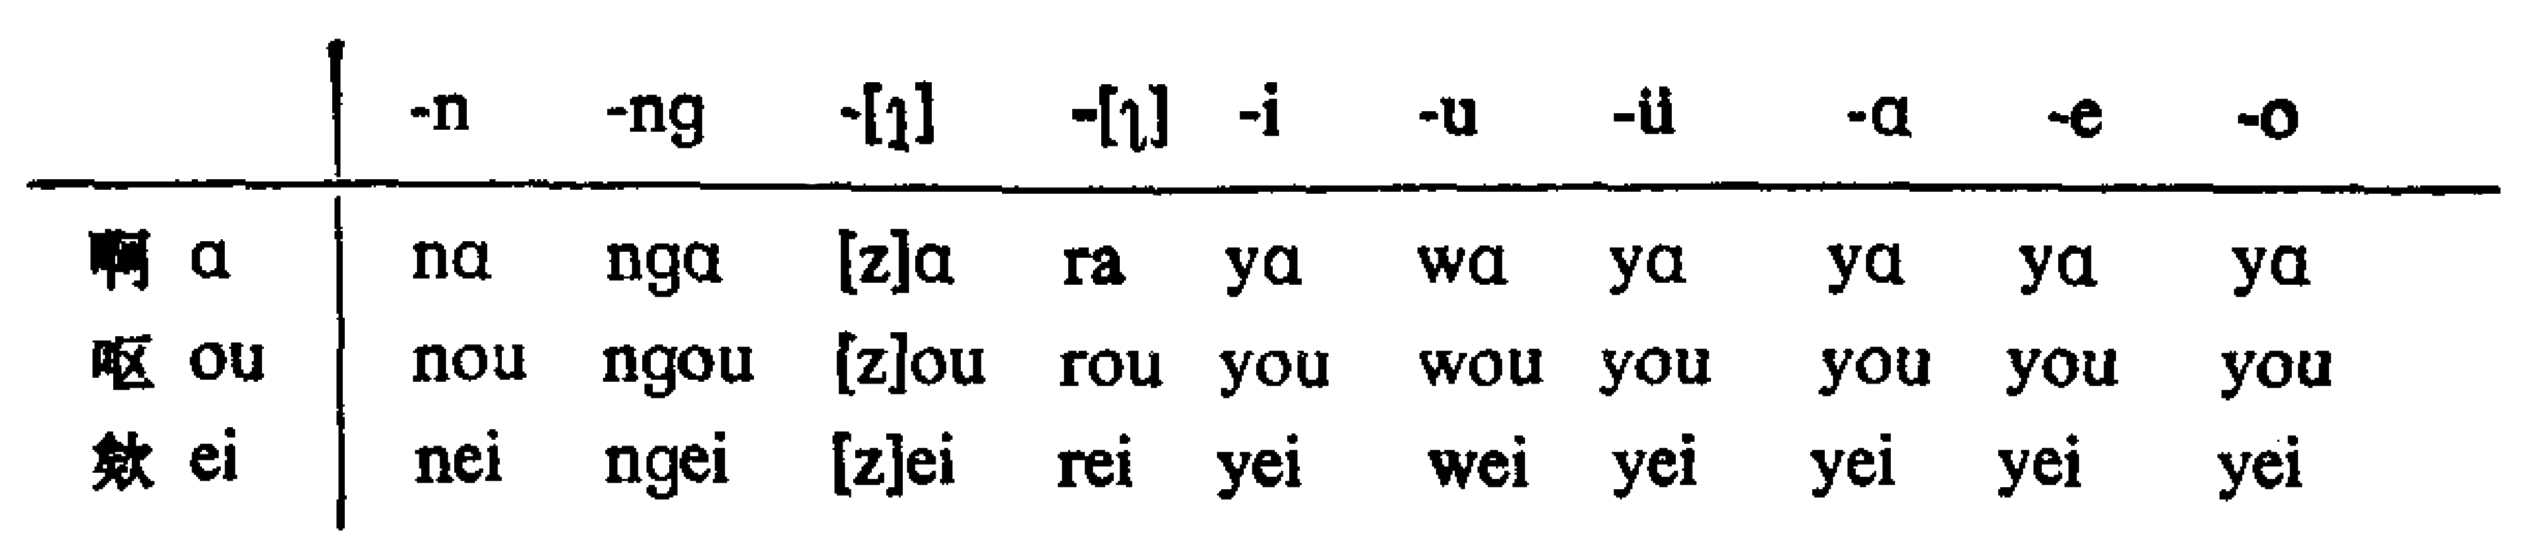 -n -ng -[ʅ] -[ɿ] -i -u -ü -ɑ -e -o
啊 ɑ nɑ ngɑ [z]ɑ ra yɑ wɑ yɑ yɑ yɑ yɑ
呕 ou nou ngou [z]ou rou you wou you you you you
欸 ei nei ngei [z]ei rei yei wei yei yei yei yei